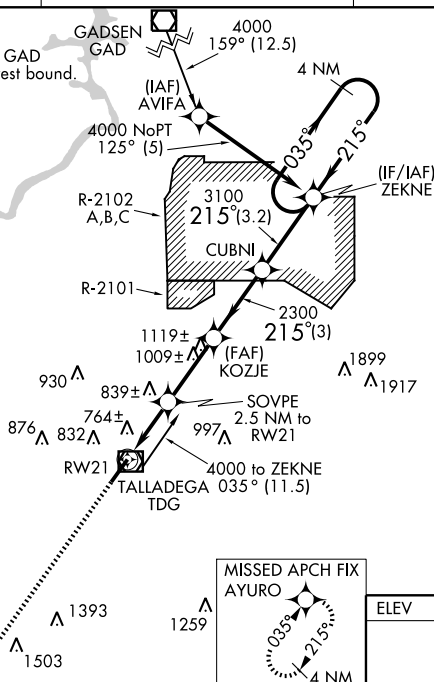 GADSEN
GAD
4000
159° (12.5)
GAD
est bound.
(IAF)
AVIFA
4 NM
4000 NoPT
125° (5)
035°
215°
(IF/IAF)
ZEKNE
R-2102
A,B,C
3100
215° (3.2)
CUBNI
R-2101
2300
215° (3)
1119±
1009±
(FAF)
KOZJE
930
1899
1917
839±
SOVPE
2.5 NM to
RW21
764±
876
832
997
RW21
4000 to ZEKNE
035° (11.5)
TALLADEGA
TDG
MISSED APCH FIX
AYURO
035°
215°
4 NM
ELEV
1393
1259
1503